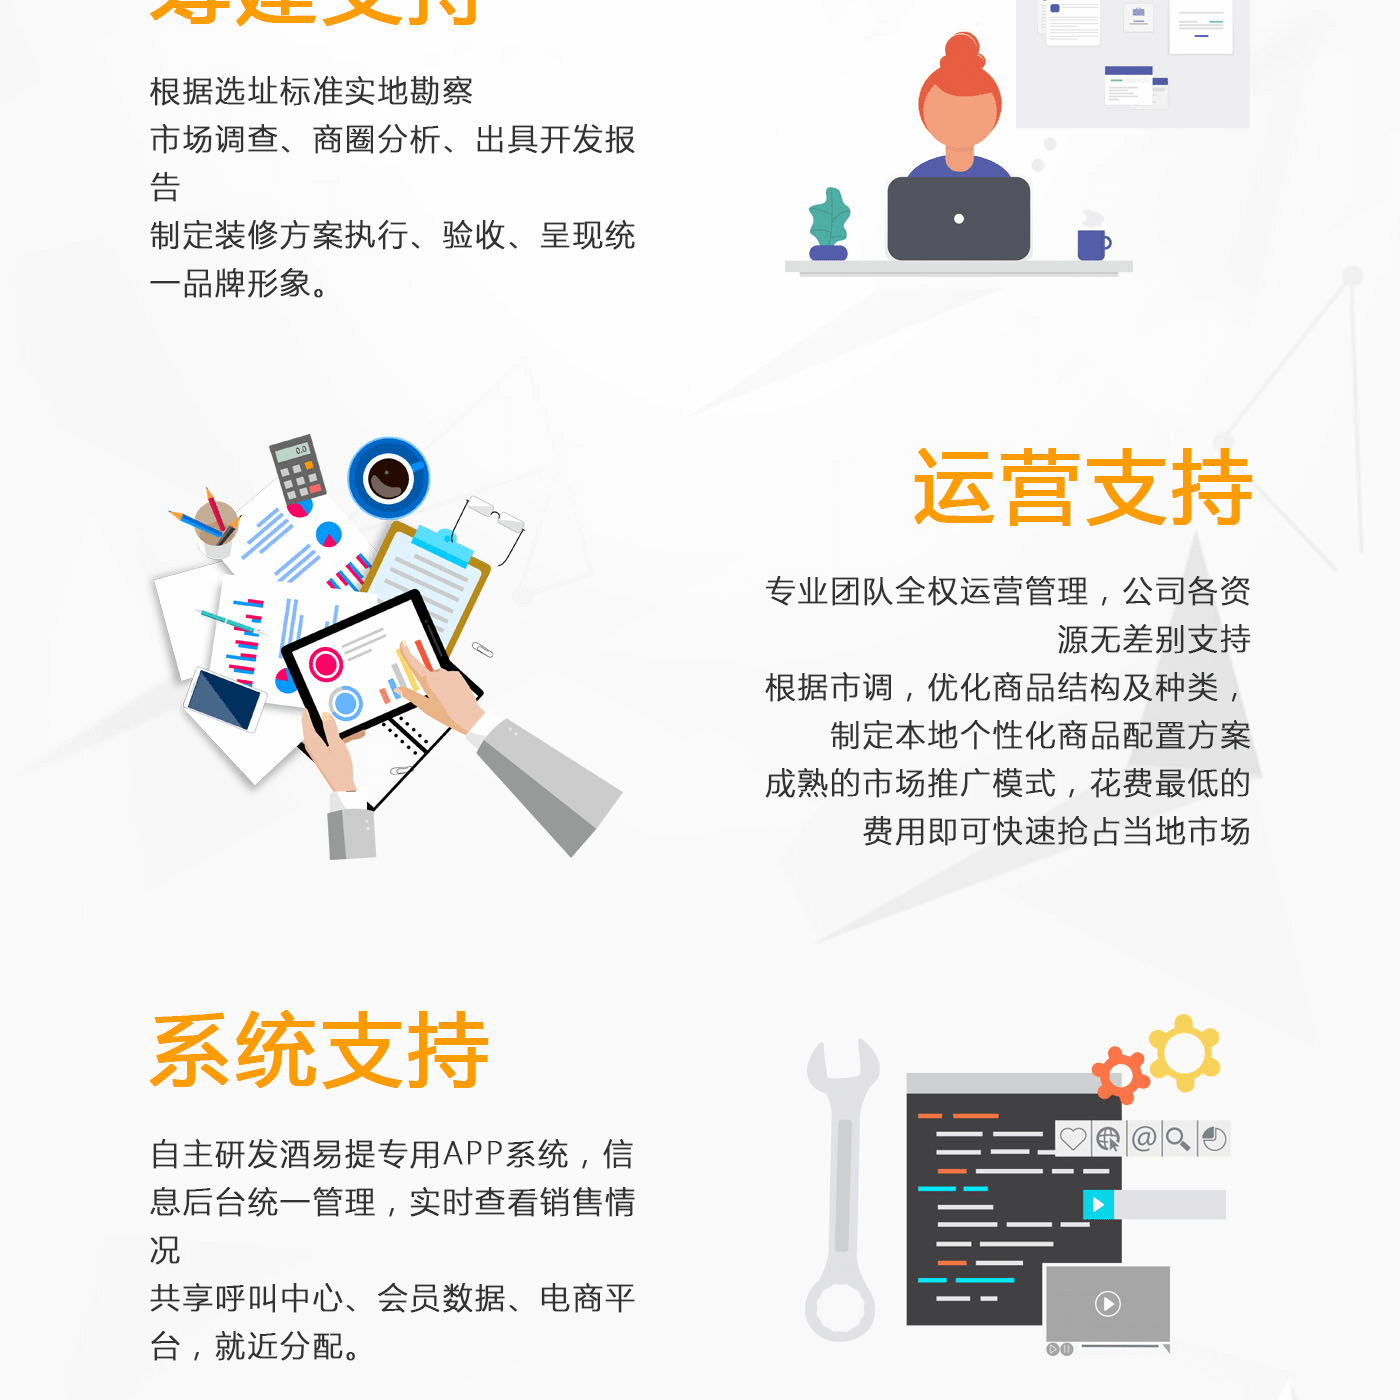 筹建支持
根据选址标准实地勘察
市场调查、商圈分析、出具开发报
告
制定装修方案执行、验收、呈现统
一品牌形象。
0.0
运营支持
专业团队全权运营管理，公司各资
源无差别支持
根据市调，优化商品结构及种类，
制定本地个性化商品配置方案
成熟的市场推广模式，花费最低的
费用即可快速抢占当地市场
系统支持
自主研发酒易提专用APP系统，信
息后台统一管理，实时查看销售情
况
共享呼叫中心、会员数据、电商平
台，就近分配。
@